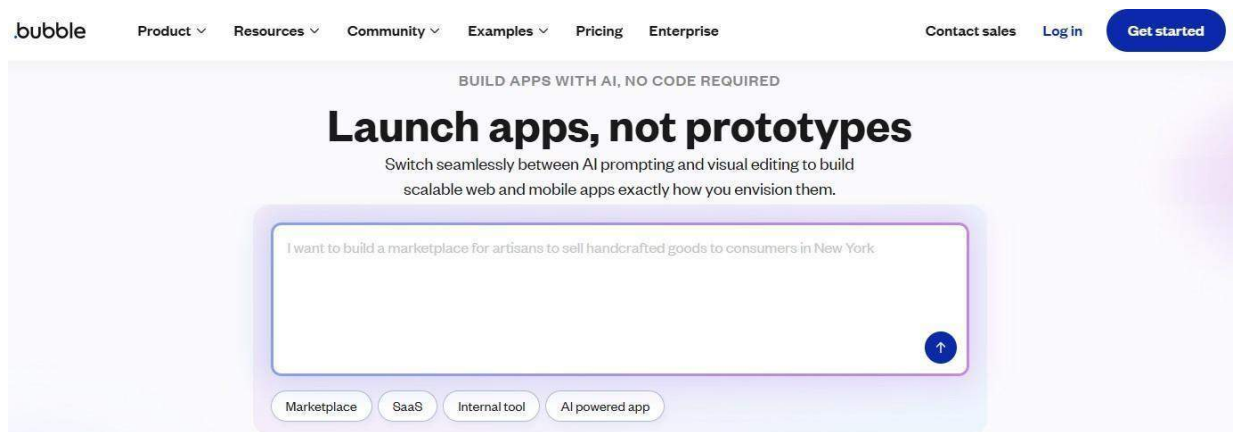 .bubble Product Resources Community Examples Pricing Enterprise Contact sales Log in Get started
BUILD APPS WITH AI, NO CODE REQUIRED
Launch apps, not prototypes
Switch seamlessly between AI prompting and visual editing to build
scalable web and mobile apps exactly how you envision them.
I want to build a marketplace for artisans to sell handcrafted goods to consumers in New York
Marketplace SaaS Internal tool AI powered app